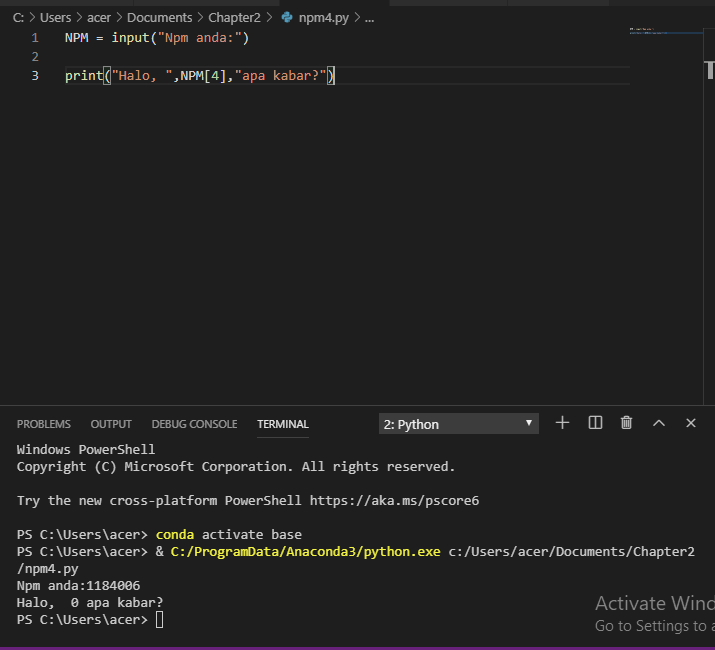 C: > Users > acer > Documents > Chapter2 > npm4.py > ...
1 NPM = input("Npm anda:")
2
3 print("Halo, ",NPM[4],"apa kabar?")
PROBLEMS OUTPUT DEBUG CONSOLE TERMINAL 2: Python
Windows PowerShell
Copyright (C) Microsoft Corporation. All rights reserved.
Try the new cross-platform PowerShell https://aka.ms/pscore6
PS C:\Users\acer> conda activate base
PS C:\Users\acer> & C:/ProgramData/Anaconda3/python.exe c:/Users/acer/Documents/Chapter2
/npm4.py
Npm anda:1184006
Halo,  0 apa kabar?
PS C:\Users\acer>
Activate Wind
Go to Settings to a